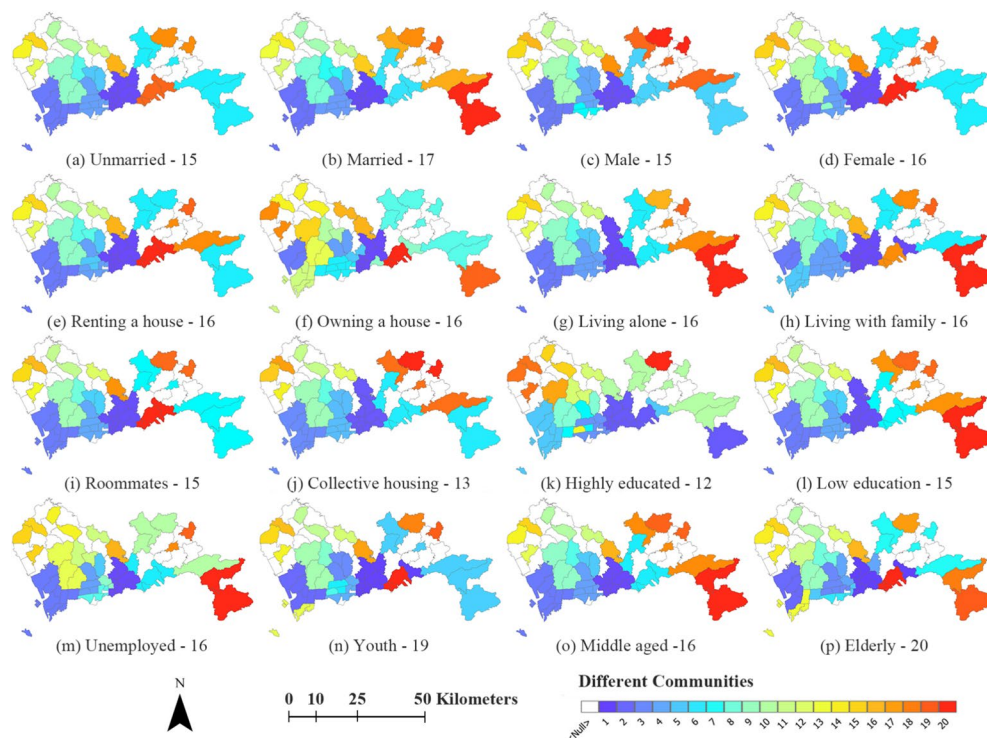 (a) Unmarried - 15
(b) Married - 17
(c) Male - 15
(d) Female - 16
(e) Renting a house - 16
(f) Owning a house - 16
(g) Living alone - 16
(h) Living with family - 16
(i) Roommates - 15
(j) Collective housing - 13
(k) Highly educated - 12
(l) Low education - 15
(m) Unemployed - 16
(n) Youth - 19
(o) Middle aged -16
(p) Elderly - 20
N
0 10 25 50 Kilometers
Different Communities
<Null> 1 2 3 4 5 6 7 8 9 10 11 12 13 14 15 16 17 18 19 20